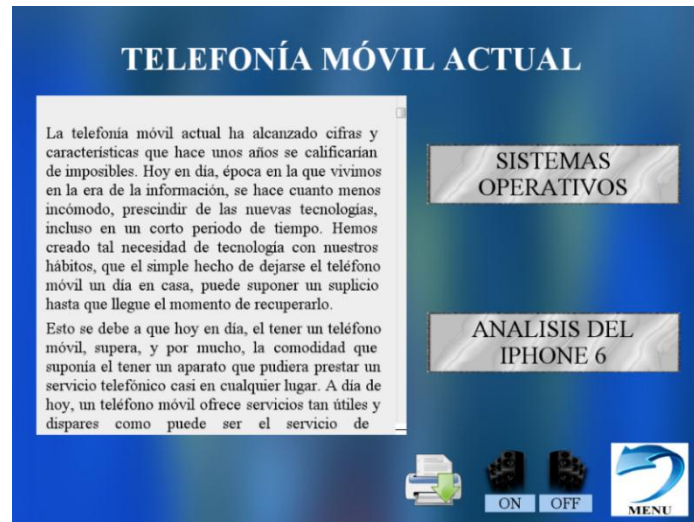 TELEFONÍA MÓVIL ACTUAL
La telefonía móvil actual ha alcanzado cifras y
características que hace unos años se calificarían
de imposibles. Hoy en día, época en la que vivimos
en la era de la información, se hace cuanto menos
incómodo, prescindir de las nuevas tecnologías,
incluso en un corto periodo de tiempo. Hemos
creado tal necesidad de tecnología con nuestros
hábitos, que el simple hecho de dejarse el teléfono
móvil un día en casa, puede suponer un suplicio
hasta que llegue el momento de recuperarlo.
Esto se debe a que hoy en día, el tener un teléfono
móvil, supera, y por mucho, la comodidad que
suponía el tener un aparato que pudiera prestar un
servicio telefónico casi en cualquier lugar. A día de
hoy, un teléfono móvil ofrece servicios tan útiles y
dispares como puede ser el servicio de
SISTEMAS
OPERATIVOS
ANALISIS DEL
IPHONE 6
ON
OFF
MENU